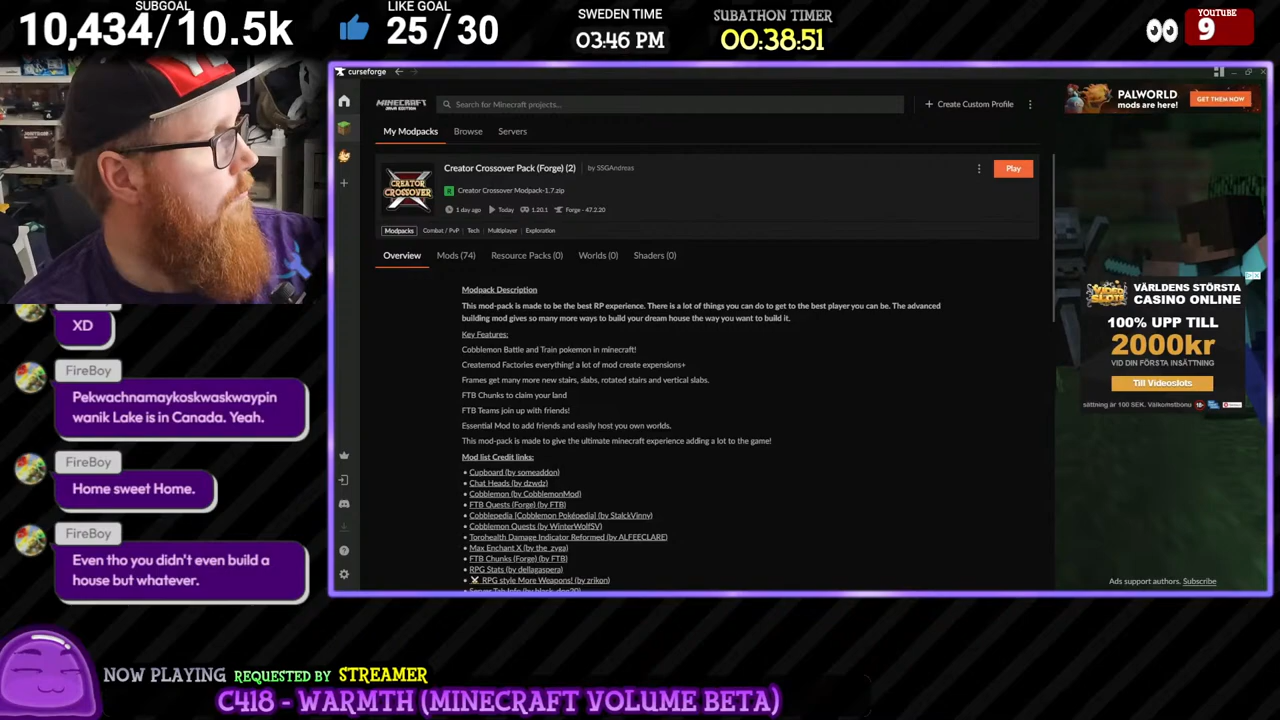 SUBGOAL
10,434/10.5k
LIKE GOAL
25 / 30
SWEDEN TIME
03:46 PM
SUBATHON TIMER
00:38:51
YOUTUBE
9
XD
FireBoy
Pekwachnamaykoskwaskwaypin
wanik Lake is in Canada. Yeah.
FireBoy
Home sweet Home.
FireBoy
Even tho you didn't even build a
house but whatever.
curseforge
MINECRAFT
JAVA EDITION
Search for Minecraft projects...
+ Create Custom Profile
My Modpacks
Browse
Servers
CREATOR
CROSSOVER
Creator Crossover Pack (Forge) (2)
by SSGAndreas
Play
R
Creator Crossover Modpack-1.7.zip
1 day ago
Today
1.20.1
Forge - 47.2.20
Modpacks
Combat / PvP
Tech
Multiplayer
Exploration
Overview
Mods (74)
Resource Packs (0)
Worlds (0)
Shaders (0)
Modpack Description
This mod-pack is made to be the best RP experience. There is a lot of things you can do to get to the best player you can be. The advanced
building mod gives so many more ways to build your dream house the way you want to build it.
Key Features:
Cobblemon Battle and Train pokemon in minecraft!
Createmod Factories everything! a lot of mod create expensions+
Frames get many more new stairs, slabs, rotated stairs and vertical slabs.
FTB Chunks to claim your land
FTB Teams join up with friends!
Essential Mod to add friends and easily host you own worlds.
This mod-pack is made to give the ultimate minecraft experience adding a lot to the game!
Mod list Credit links:
• Cupboard (by someaddon)
• Chat Heads (by dzwdz)
• Cobblemon (by CobblemonMod)
• FTB Quests (Forge) (by FTB)
• Cobblepedia [Cobblemon Poképedia] (by StalckVinny)
• Cobblemon Quests (by WinterWolfSV)
• Torohealth Damage Indicator Reformed (by ALFEECLARE)
• Max Enchant X (by the_zyga)
• FTB Chunks (Forge) (by FTB)
• RPG Stats (by dellagaspera)
• ⚔ RPG style More Weapons! (by zrikon)
PALWORLD
mods are here!
GET THEM NOW
VIDEO SLOTS
VÄRLDENS STÖRSTA
CASINO ONLINE
100% UPP TILL
2000kr
VID DIN FÖRSTA INSÄTTNING
Till Videoslots
sättning är 100 SEK. Välkomstbonu
Ads support authors. Subscribe
NOW PLAYING REQUESTED BY STREAMER
C418 - WARMTH (MINECRAFT VOLUME BETA)